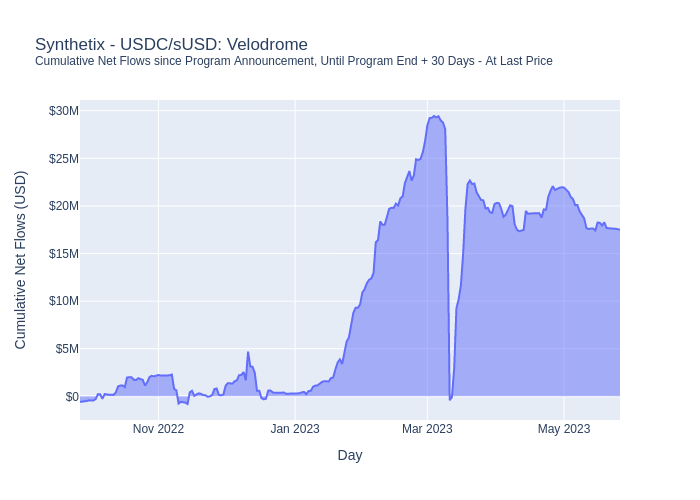 Synthetix - USDC/sUSD: Velodrome
Cumulative Net Flows since Program Announcement, Until Program End + 30 Days - At Last Price
Cumulative Net Flows (USD)
$30M
$25M
$20M
$15M
$10M
$5M
$0
Nov 2022
Jan 2023
Mar 2023
May 2023
Day